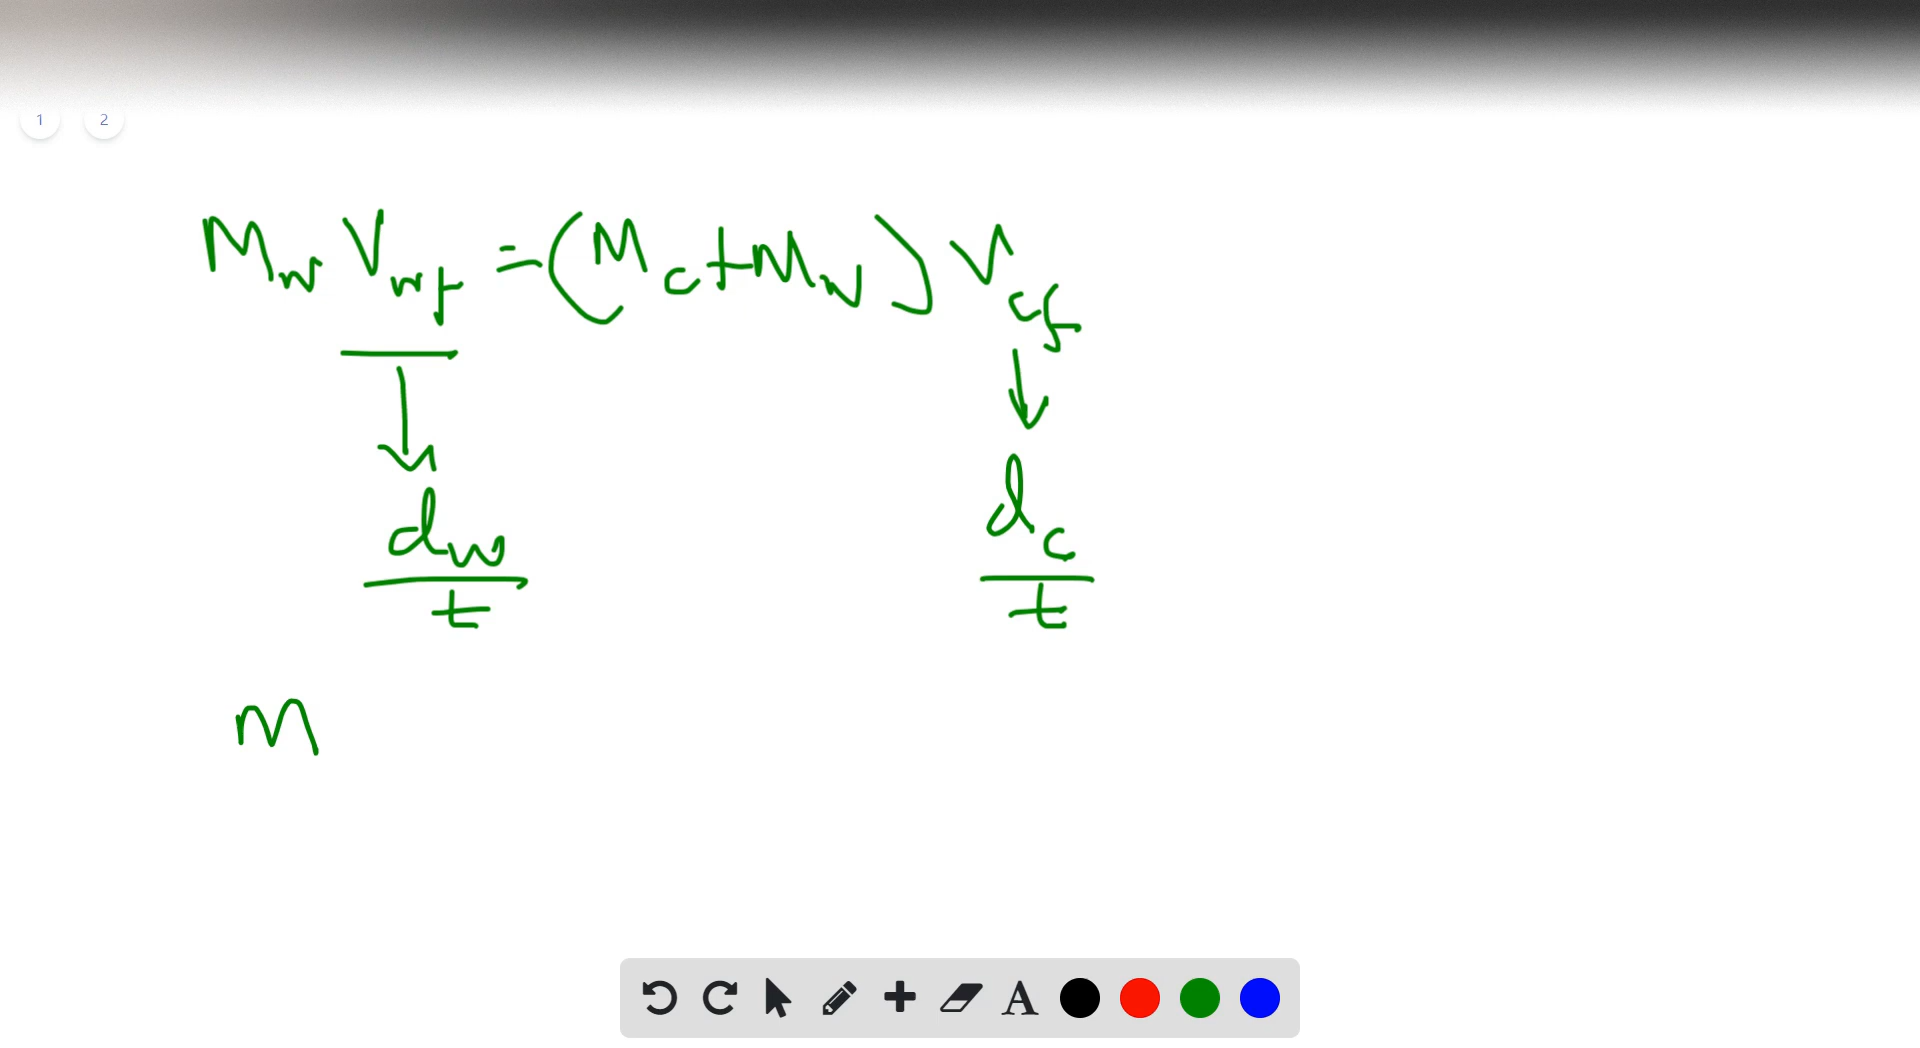 1 2
M_w V_wf = (M_c + M_w) V_cf
d_w / t d_c / t
M
A